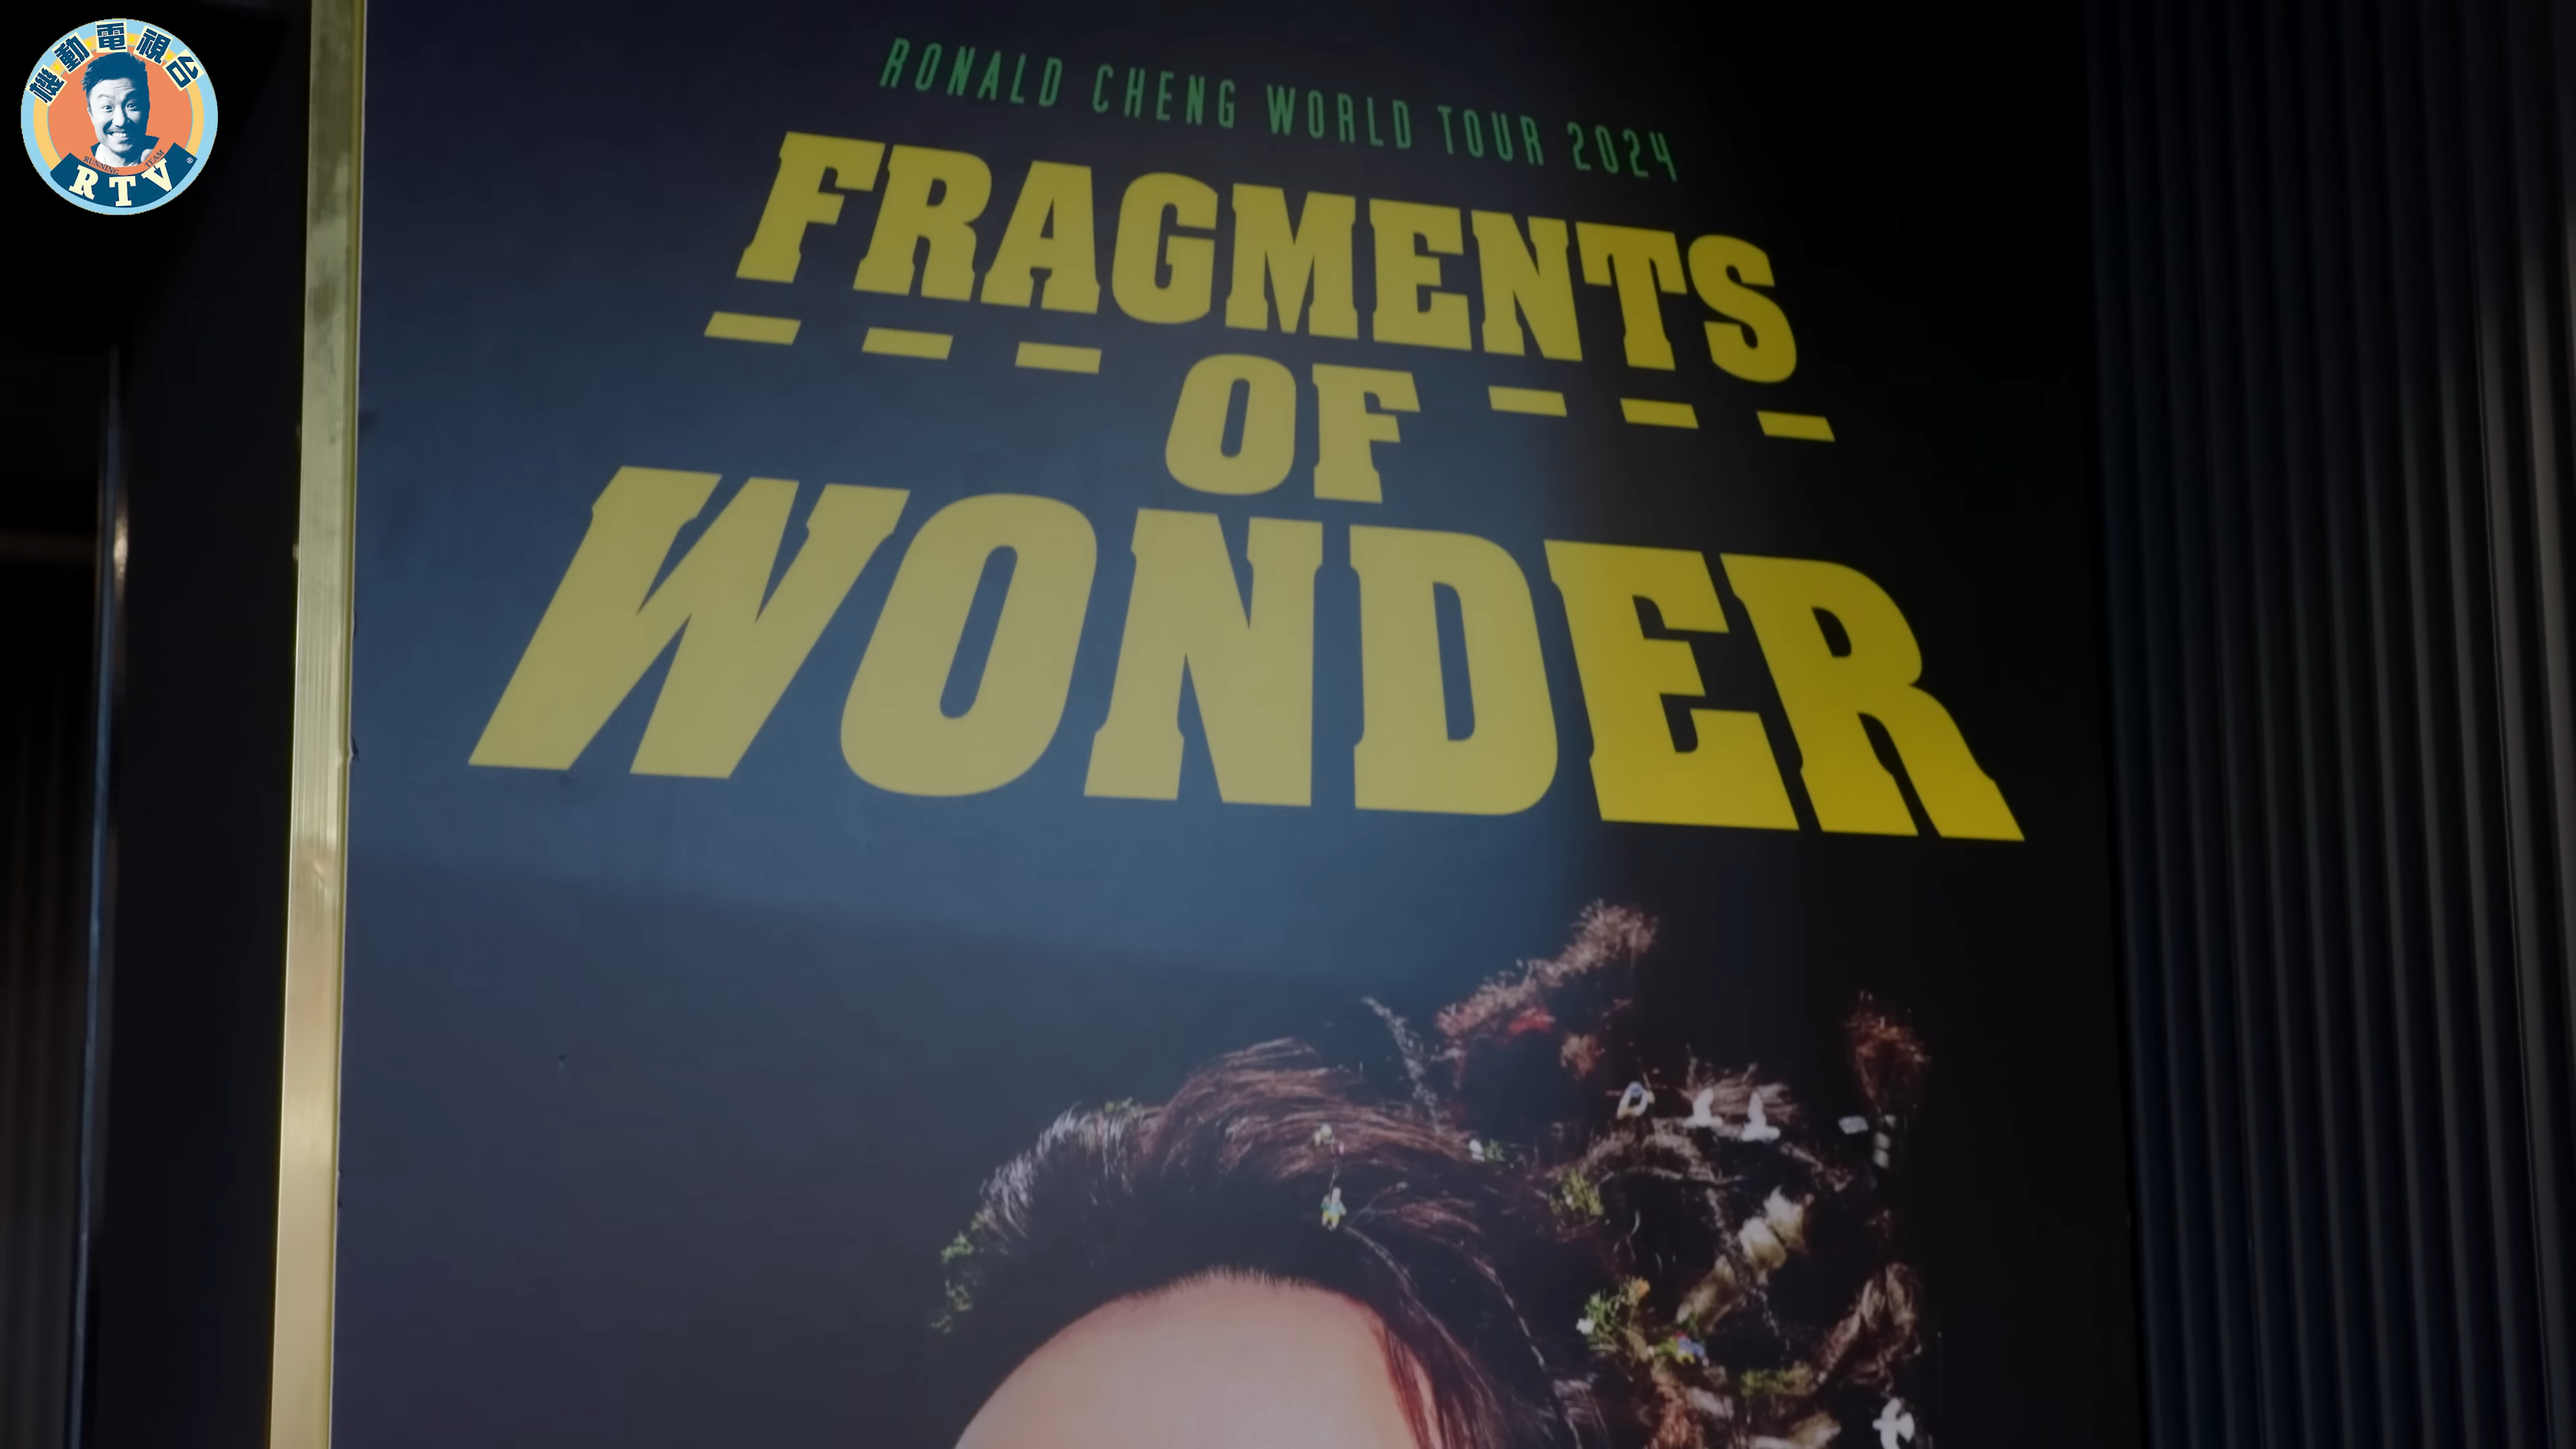 機動電視台
RUNNING TEAM
RTV®
RONALD CHENG WORLD TOUR 2024
FRAGMENTS
OF
WONDER